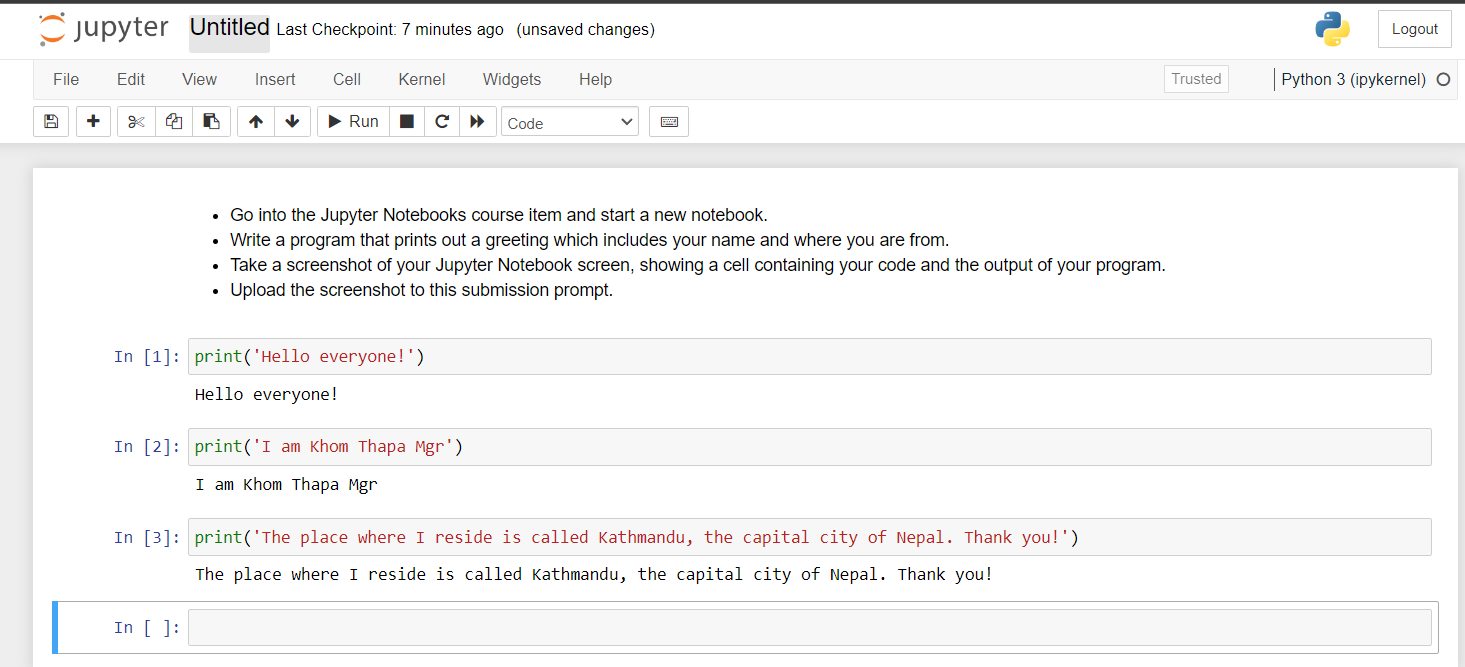 jupyter Untitled Last Checkpoint: 7 minutes ago (unsaved changes) Logout
File Edit View Insert Cell Kernel Widgets Help Trusted Python 3 (ipykernel)
Run Code
• Go into the Jupyter Notebooks course item and start a new notebook.
• Write a program that prints out a greeting which includes your name and where you are from.
• Take a screenshot of your Jupyter Notebook screen, showing a cell containing your code and the output of your program.
• Upload the screenshot to this submission prompt.
In [1]: print('Hello everyone!')
Hello everyone!
In [2]: print('I am Khom Thapa Mgr')
I am Khom Thapa Mgr
In [3]: print('The place where I reside is called Kathmandu, the capital city of Nepal. Thank you!')
The place where I reside is called Kathmandu, the capital city of Nepal. Thank you!
In [ ]: